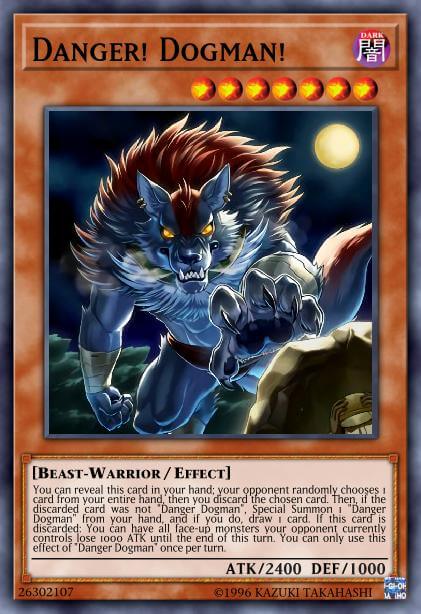 DANGER! DOGMAN!
DARK
闇
[BEAST-WARRIOR / EFFECT]
You can reveal this card in your hand; your opponent randomly chooses 1
card from your entire hand, then you discard the chosen card. Then, if the
discarded card was not "Danger Dogman", Special Summon 1 "Danger
Dogman" from your hand, and if you do, draw 1 card. If this card is
discarded: You can have all face-up monsters your opponent currently
controls lose 1000 ATK until the end of this turn. You can only use this
effect of "Danger Dogman" once per turn.
ATK/2400 DEF/1000
26302107
©1996 KAZUKI TAKAHASHI